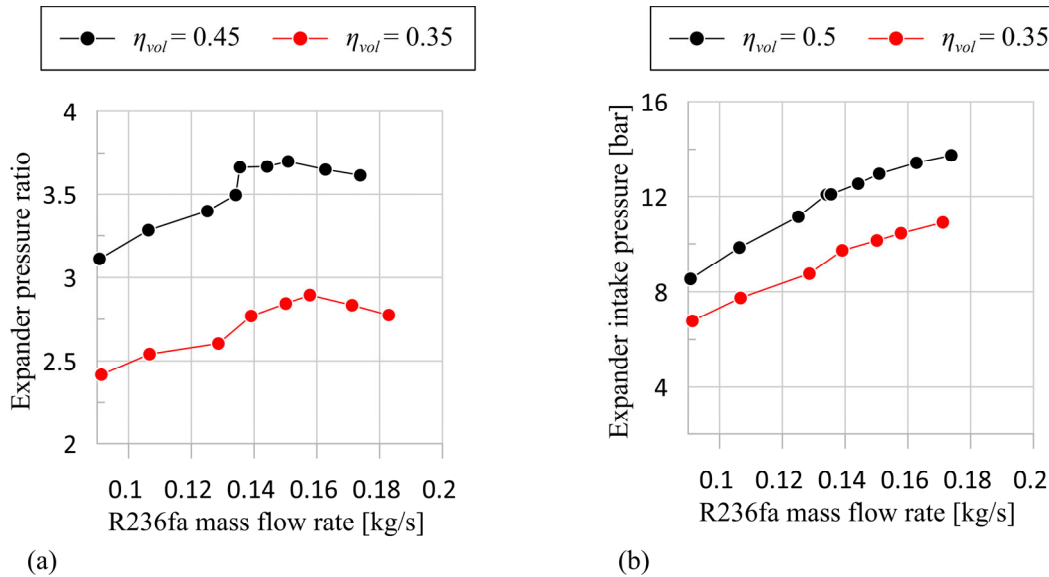 η_vol = 0.45 η_vol = 0.35
4
3.5
3
2.5
2
Expander pressure ratio
0.1 0.12 0.14 0.16 0.18 0.2
R236fa mass flow rate [kg/s]
(a)
η_vol = 0.5 η_vol = 0.35
16
12
8
4
Expander intake pressure [bar]
0.1 0.12 0.14 0.16 0.18 0.2
R236fa mass flow rate [kg/s]
(b)